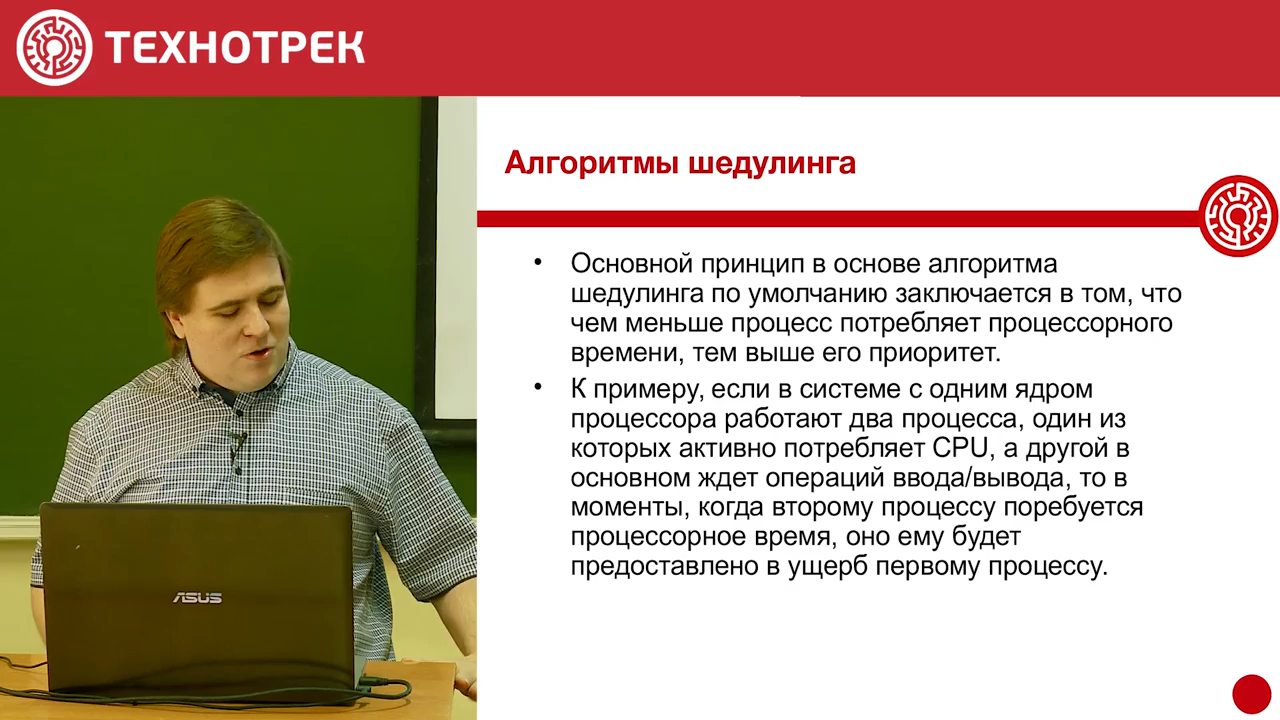 ТЕХНОТРЕК
Алгоритмы шедулинга
• Основной принцип в основе алгоритма
шедулинга по умолчанию заключается в том, что
чем меньше процесс потребляет процессорного
времени, тем выше его приоритет.
• К примеру, если в системе с одним ядром
процессора работают два процесса, один из
которых активно потребляет CPU, а другой в
основном ждет операций ввода/вывода, то в
моменты, когда второму процессу поребуется
процессорное время, оно ему будет
предоставлено в ущерб первому процессу.
ASUS